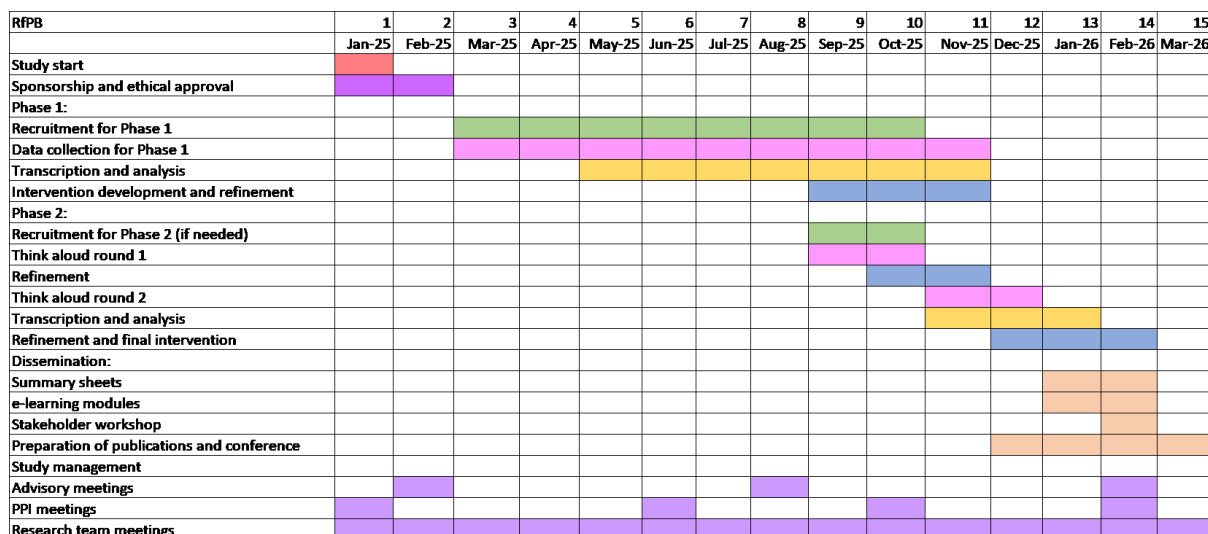 RfPB 1 2 3 4 5 6 7 8 9 10 11 12 13 14 15
Jan-25 Feb-25 Mar-25 Apr-25 May-25 Jun-25 Jul-25 Aug-25 Sep-25 Oct-25 Nov-25 Dec-25 Jan-26 Feb-26 Mar-26
Study start
Sponsorship and ethical approval
Phase 1:
Recruitment for Phase 1
Data collection for Phase 1
Transcription and analysis
Intervention development and refinement
Phase 2:
Recruitment for Phase 2 (if needed)
Think aloud round 1
Refinement
Think aloud round 2
Transcription and analysis
Refinement and final intervention
Dissemination:
Summary sheets
e-learning modules
Stakeholder workshop
Preparation of publications and conference
Study management
Advisory meetings
PPI meetings
Research team meetings